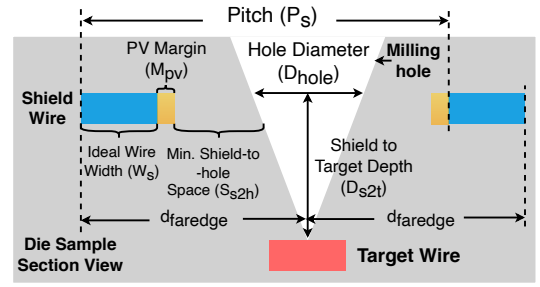 Pitch (Ps)
PV Margin
(Mpv)
Hole Diameter
(Dhole)
Milling
hole
Shield
Wire
Ideal Wire
Width (Ws)
Min. Shield-to
-hole
Space (Ss2h)
Shield to
Target Depth
(Ds2t)
dfaredge
dfaredge
Die Sample
Section View
Target Wire